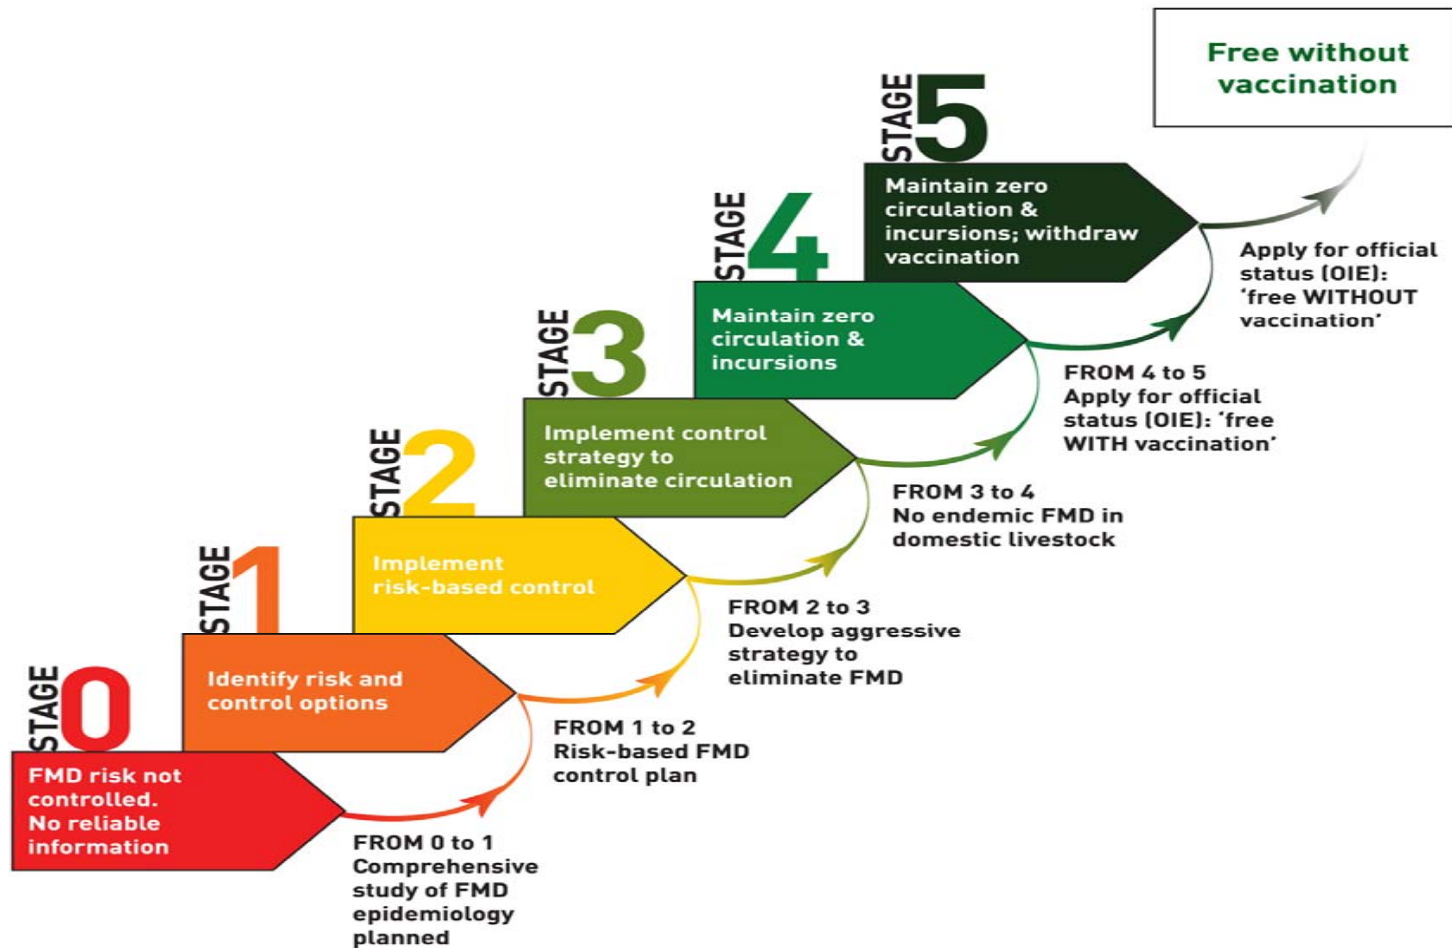 Free without
vaccination
STAGE
5
Maintain zero
circulation &
incursions; withdraw
vaccination
Apply for official
status (OIE):
‘free WITHOUT
vaccination’
STAGE
4
Maintain zero
circulation &
incursions
FROM 4 to 5
Apply for official
status (OIE): ‘free
WITH vaccination’
STAGE
3
Implement control
strategy to
eliminate circulation
FROM 3 to 4
No endemic FMD in
domestic livestock
STAGE
2
Implement
risk-based control
FROM 2 to 3
Develop aggressive
strategy to
eliminate FMD
STAGE
1
Identify risk and
control options
FROM 1 to 2
Risk-based FMD
control plan
STAGE
0
FMD risk not
controlled.
No reliable
information
FROM 0 to 1
Comprehensive
study of FMD
epidemiology
planned